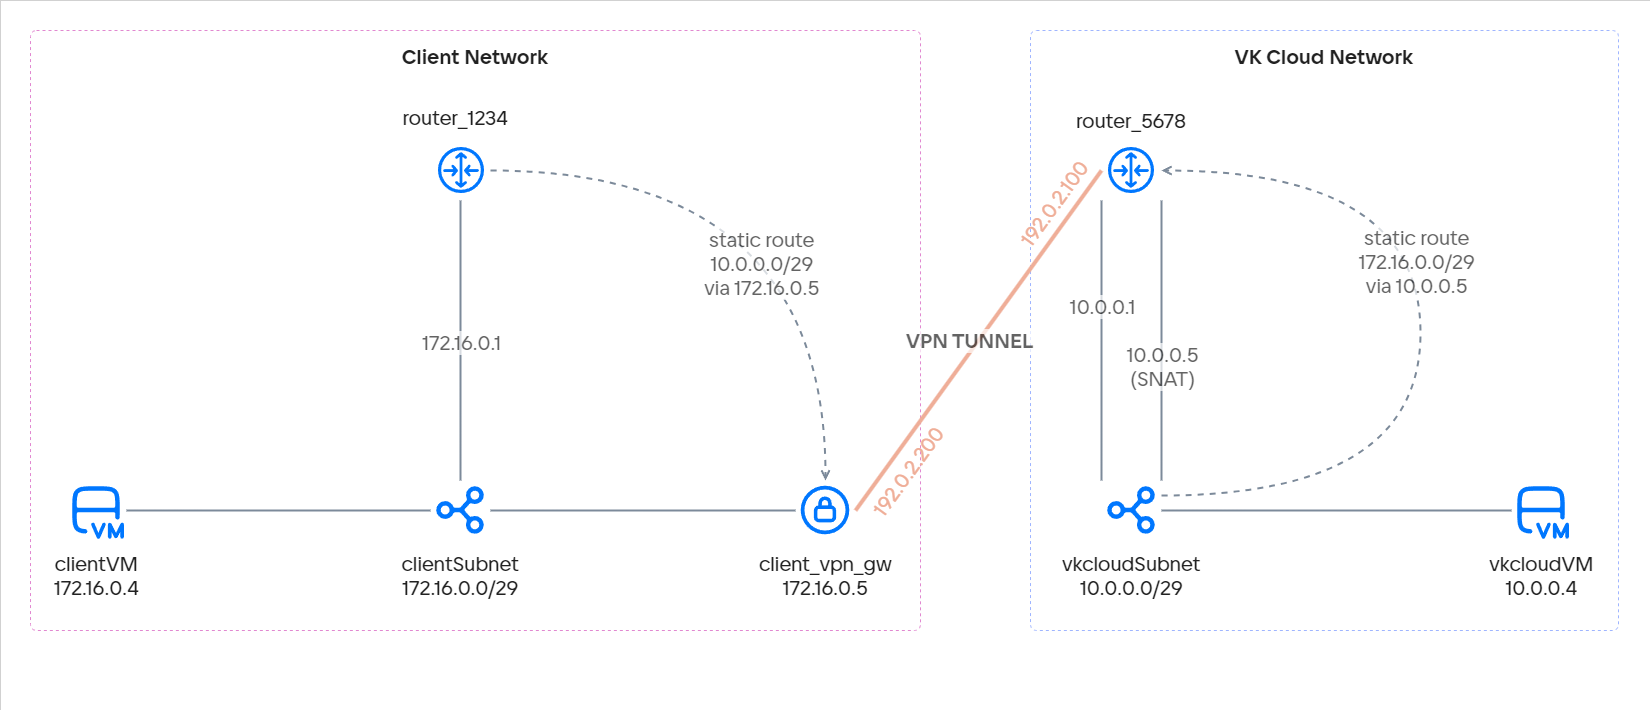 Client Network
VK Cloud Network
router_1234
router_5678
192.0.2.100
static route
10.0.0.0/29
via 172.16.0.5
static route
172.16.0.0/29
via 10.0.0.5
10.0.0.1
172.16.0.1
VPN TUNNEL
10.0.0.5
(SNAT)
192.0.2.200
VM
VM
clientVM
172.16.0.4
clientSubnet
172.16.0.0/29
client_vpn_gw
172.16.0.5
vkcloudSubnet
10.0.0.0/29
vkcloudVM
10.0.0.4